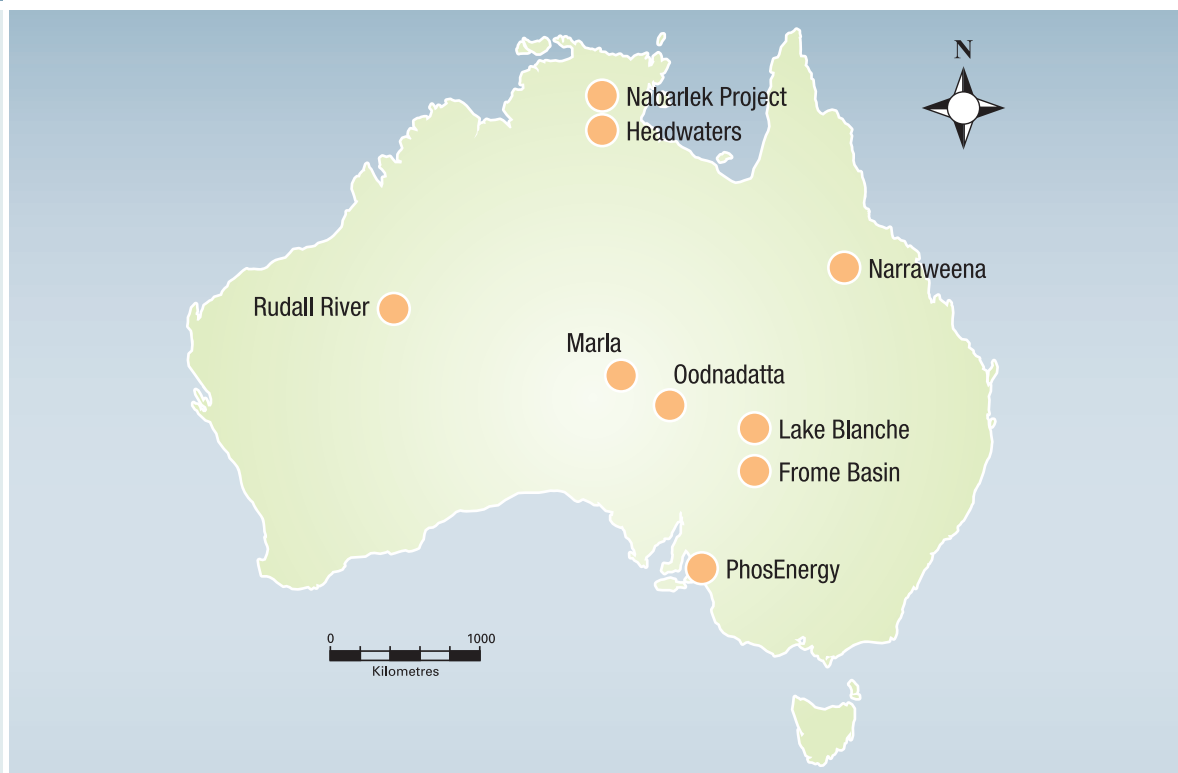 N
Nabarlek Project
Headwaters
Narraweena
Rudall River
Marla
Oodnadatta
Lake Blanche
Frome Basin
PhosEnergy
0 1000
Kilometres